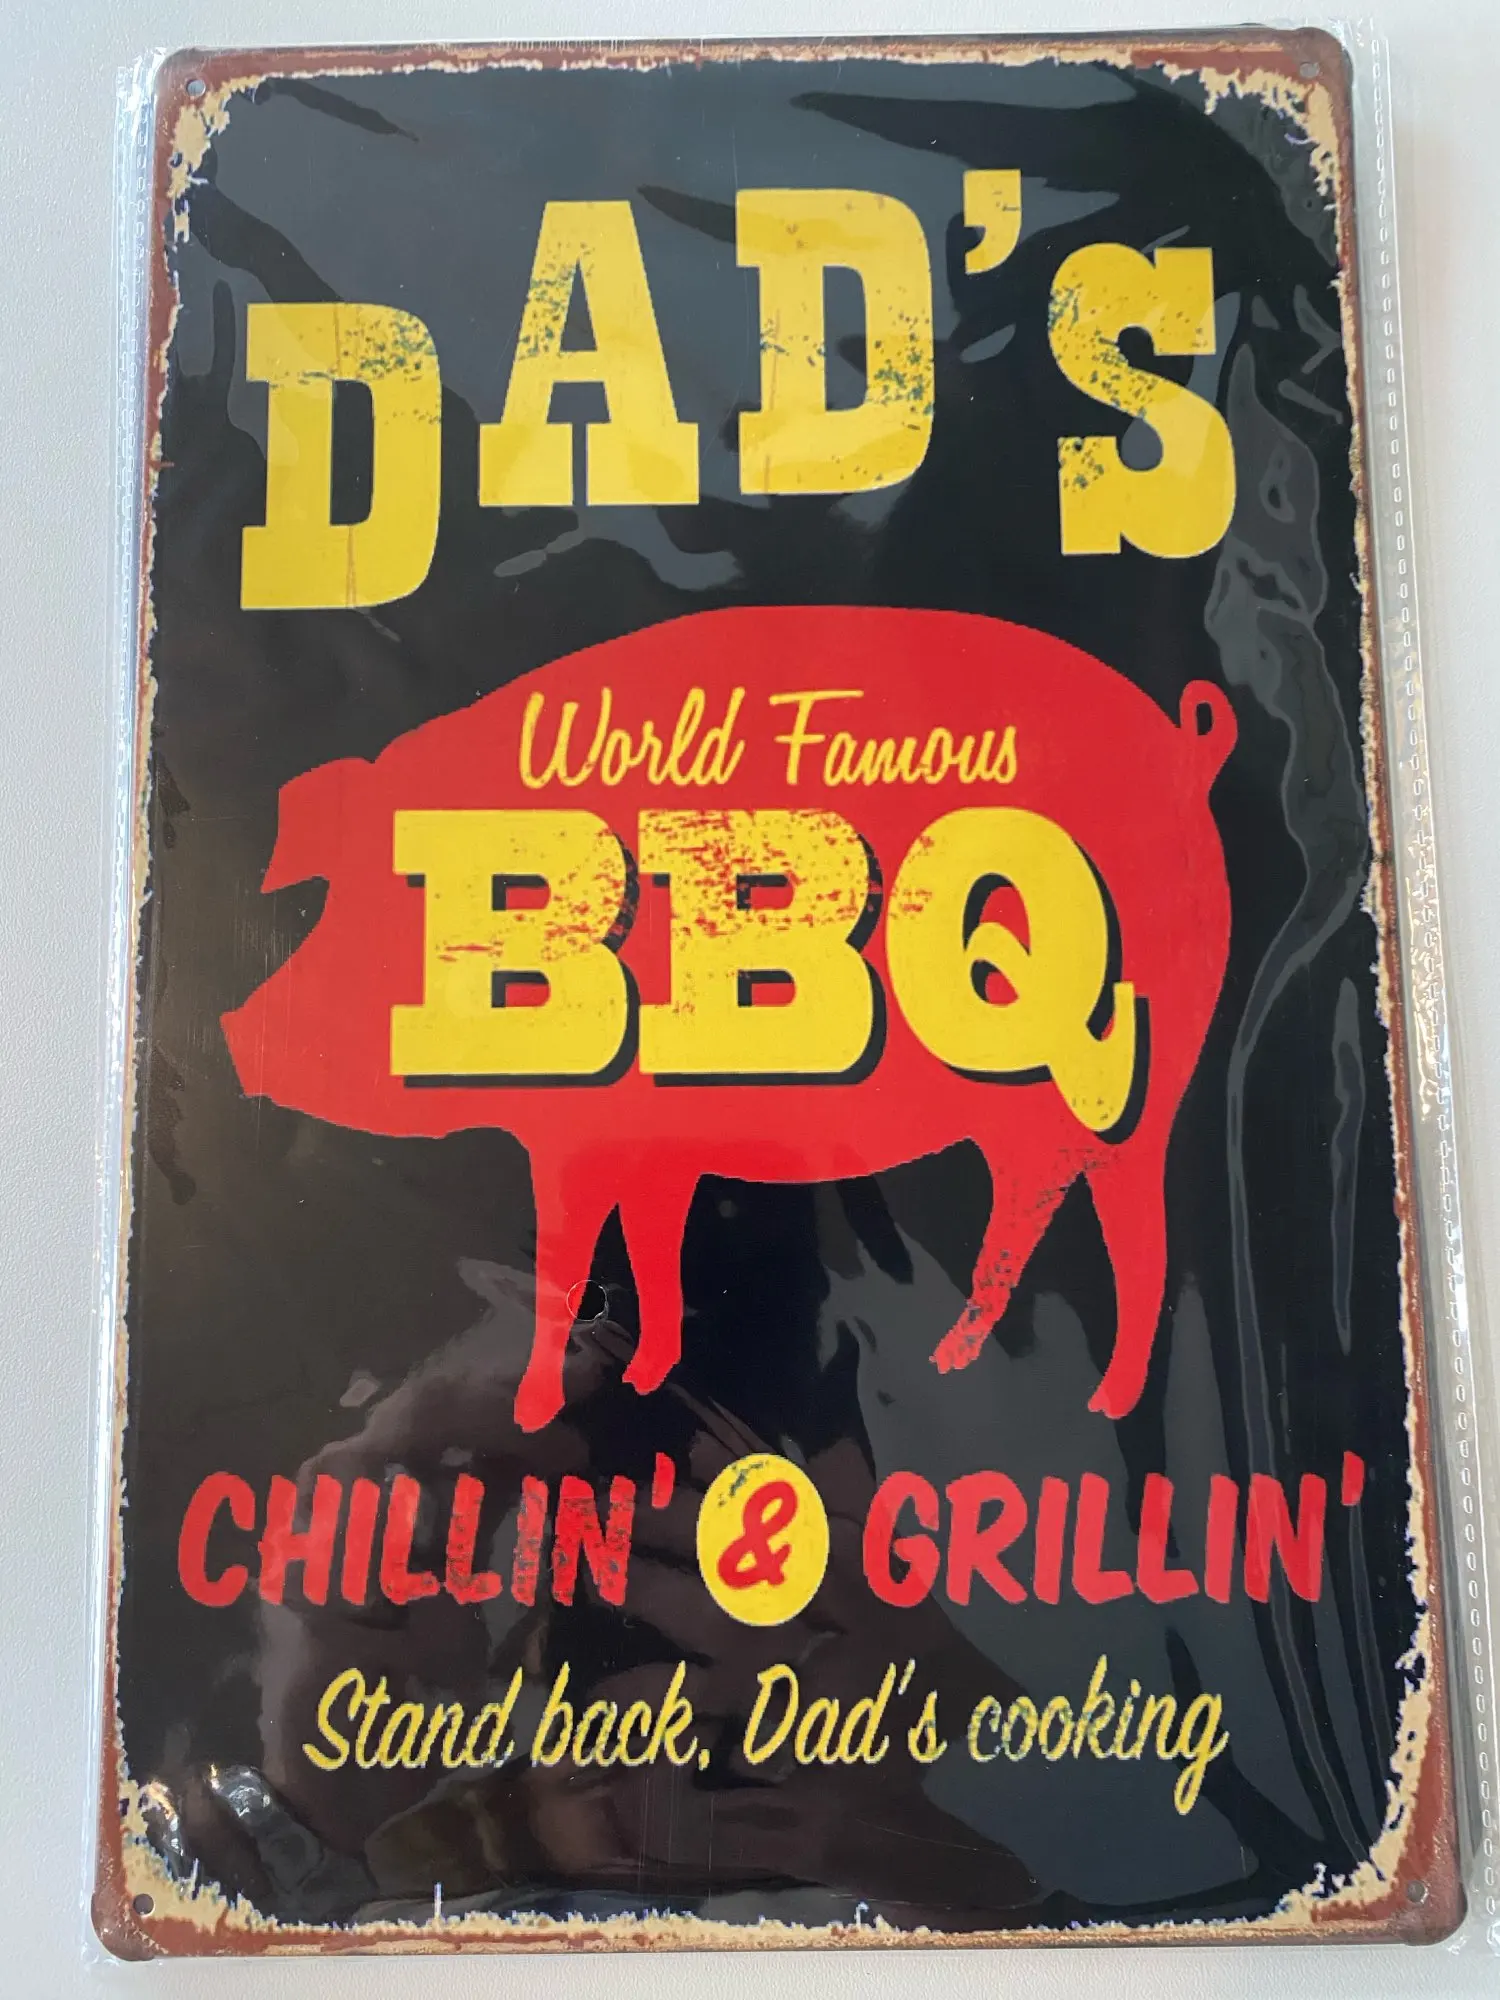 DAD'S
World Famous
BBQ
CHILLIN' & GRILLIN'
Stand back, Dad's cooking